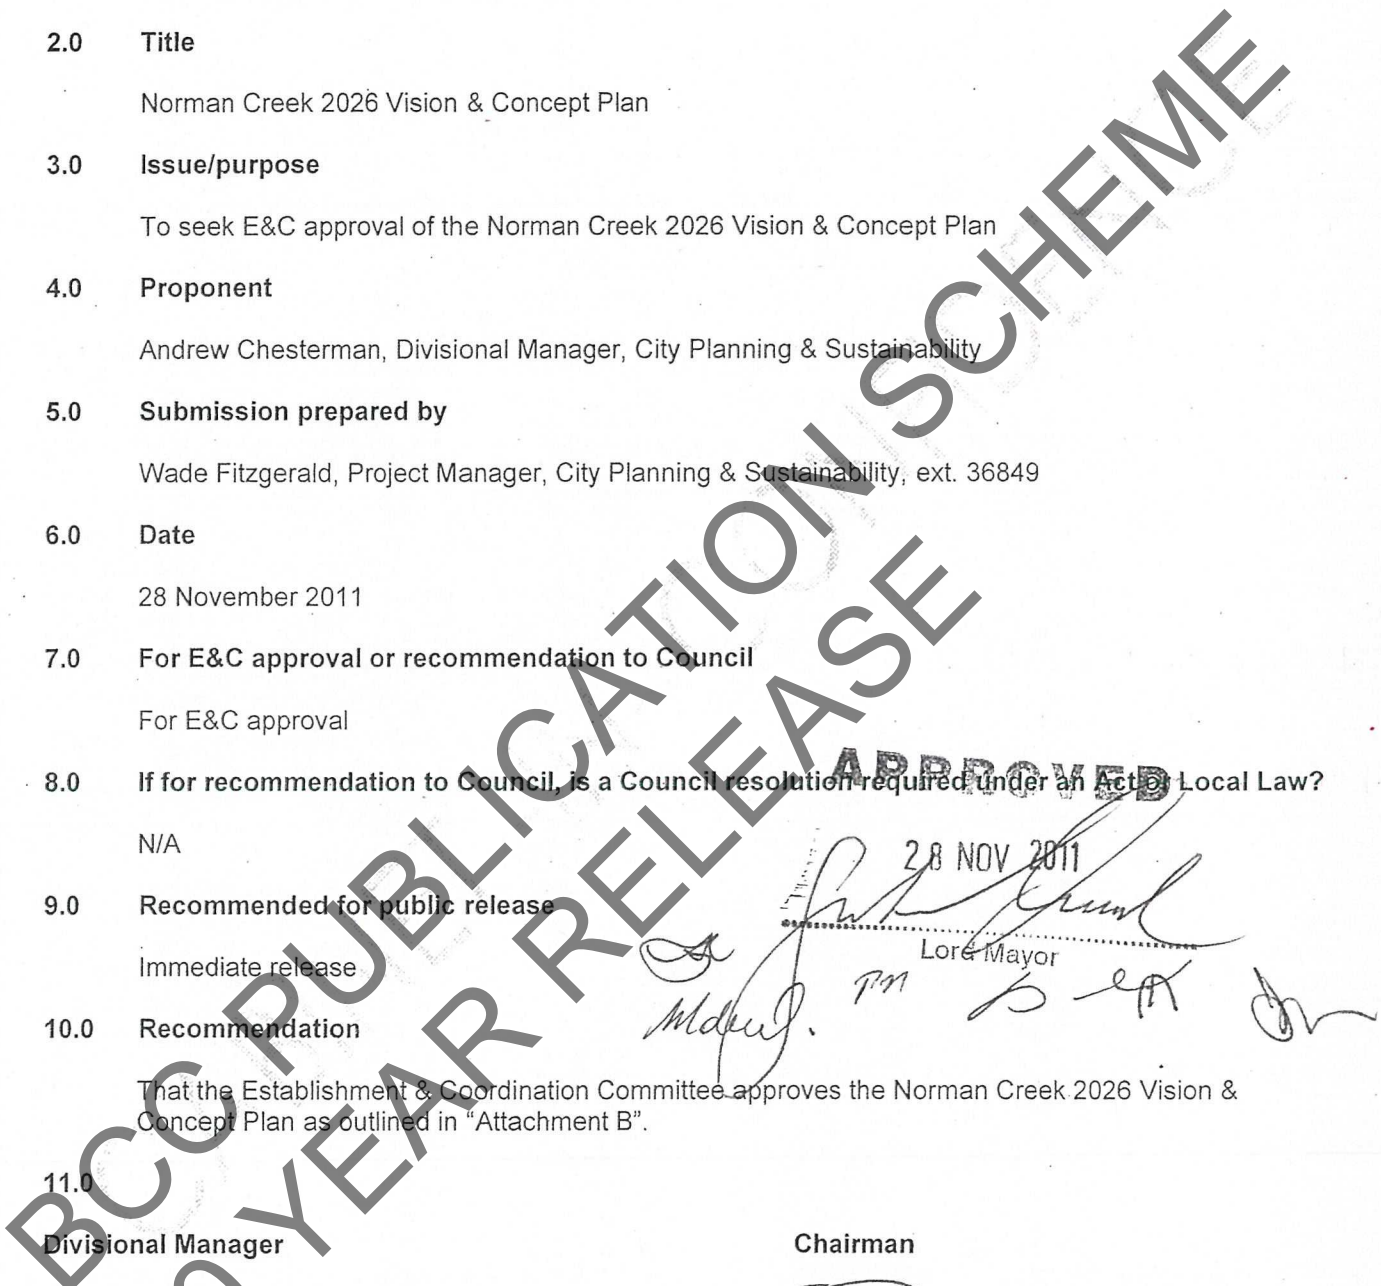 2.0 Title
Norman Creek 2026 Vision & Concept Plan
3.0 Issue/purpose
To seek E&C approval of the Norman Creek 2026 Vision & Concept Plan
4.0 Proponent
Andrew Chesterman, Divisional Manager, City Planning & Sustainability
5.0 Submission prepared by
Wade Fitzgerald, Project Manager, City Planning & Sustainability, ext. 36849
6.0 Date
28 November 2011
7.0 For E&C approval or recommendation to Council
For E&C approval
8.0 If for recommendation to Council, is a Council resolution required under an Act or Local Law?
APPROVED
N/A
28 NOV 2011
9.0 Recommended for public release
Lord Mayor
Immediate release
10.0 Recommendation
That the Establishment & Coordination Committee approves the Norman Creek 2026 Vision &
Concept Plan as outlined in “Attachment B”.
11.0
Divisional Manager Chairman
BCC PUBLICATION SCHEME
YEAR RELEASE